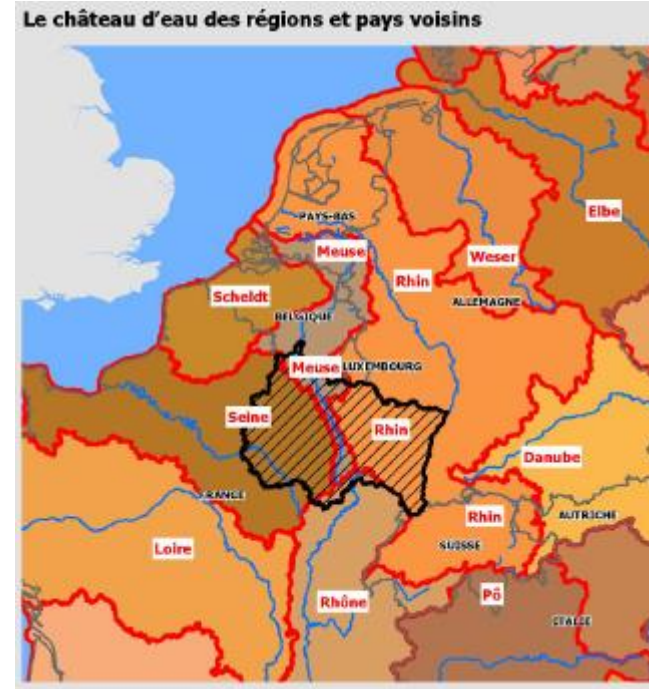 Le château d'eau des régions et pays voisins
Elbe
PAYS-BAS
Meuse
Weser
Rhin
Scheldt
ALLEMAGNE
BELGIQUE
Meuse
LUXEMBOURG
Seine
Rhin
Danube
FRANCE
Rhin
AUTRICHE
Loire
SUISSE
Rhône
Pô
ITALIE